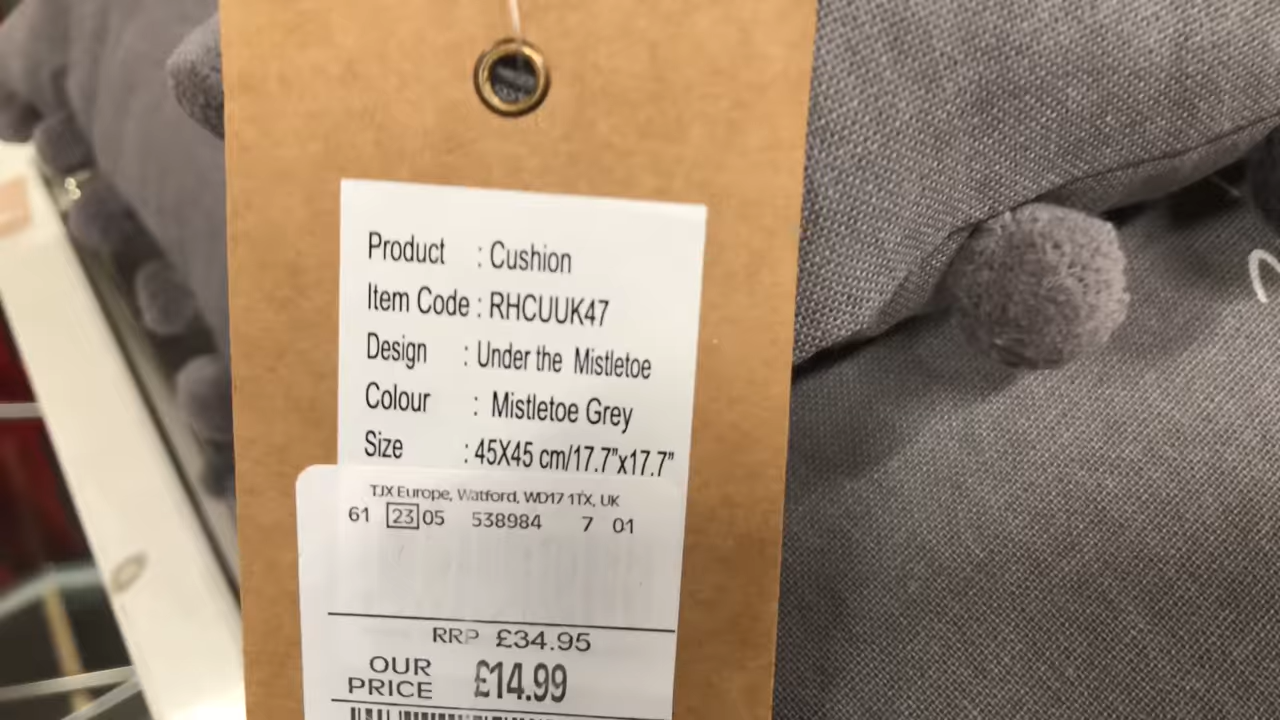 Product : Cushion
Item Code : RHCUUK47
Design : Under the Mistletoe
Colour : Mistletoe Grey
Size : 45X45 cm/17.7"x17.7"
TJX Europe, Watford, WD17 1TX, UK
61 23 05 538984 7 01
RRP £34.95
OUR PRICE £14.99